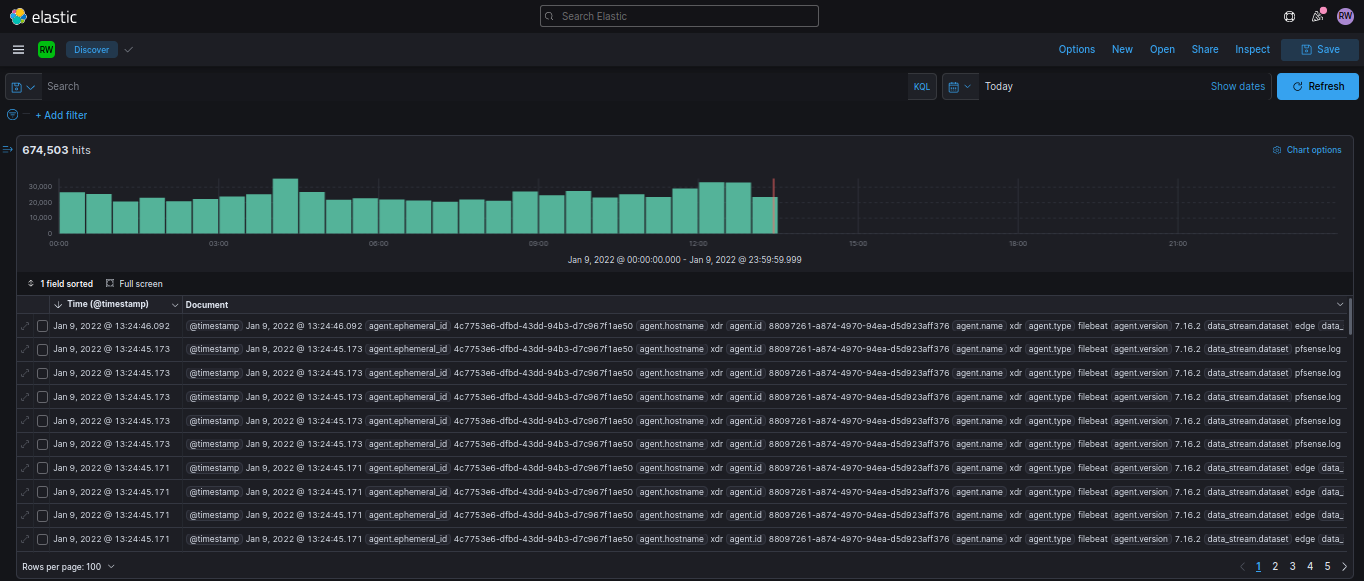 elastic Search Elastic RW
RW Discover Options New Open Share Inspect Save
Search KQL Today Show dates Refresh
+ Add filter
674,503 hits Chart options
30,000
20,000
10,000
0
00:00 03:00 06:00 09:00 12:00 15:00 18:00 21:00
Jan 9, 2022 @ 00:00:00.000 - Jan 9, 2022 @ 23:59:59.999
1 field sorted Full screen
Time (@timestamp) Document
Jan 9, 2022 @ 13:24:46.092 @timestamp Jan 9, 2022 @ 13:24:46.092 agent.ephemeral_id 4c7753e6-dfbd-43dd-94b3-d7c967f1ae50 agent.hostname xdr agent.id 88097261-a874-4970-94ea-d5d923aff376 agent.name xdr agent.type filebeat agent.version 7.16.2 data_stream.dataset edge data_
Jan 9, 2022 @ 13:24:45.173 @timestamp Jan 9, 2022 @ 13:24:45.173 agent.ephemeral_id 4c7753e6-dfbd-43dd-94b3-d7c967f1ae50 agent.hostname xdr agent.id 88097261-a874-4970-94ea-d5d923aff376 agent.name xdr agent.type filebeat agent.version 7.16.2 data_stream.dataset pfsense.log
Jan 9, 2022 @ 13:24:45.173 @timestamp Jan 9, 2022 @ 13:24:45.173 agent.ephemeral_id 4c7753e6-dfbd-43dd-94b3-d7c967f1ae50 agent.hostname xdr agent.id 88097261-a874-4970-94ea-d5d923aff376 agent.name xdr agent.type filebeat agent.version 7.16.2 data_stream.dataset pfsense.log
Jan 9, 2022 @ 13:24:45.173 @timestamp Jan 9, 2022 @ 13:24:45.173 agent.ephemeral_id 4c7753e6-dfbd-43dd-94b3-d7c967f1ae50 agent.hostname xdr agent.id 88097261-a874-4970-94ea-d5d923aff376 agent.name xdr agent.type filebeat agent.version 7.16.2 data_stream.dataset pfsense.log
Jan 9, 2022 @ 13:24:45.173 @timestamp Jan 9, 2022 @ 13:24:45.173 agent.ephemeral_id 4c7753e6-dfbd-43dd-94b3-d7c967f1ae50 agent.hostname xdr agent.id 88097261-a874-4970-94ea-d5d923aff376 agent.name xdr agent.type filebeat agent.version 7.16.2 data_stream.dataset pfsense.log
Jan 9, 2022 @ 13:24:45.173 @timestamp Jan 9, 2022 @ 13:24:45.173 agent.ephemeral_id 4c7753e6-dfbd-43dd-94b3-d7c967f1ae50 agent.hostname xdr agent.id 88097261-a874-4970-94ea-d5d923aff376 agent.name xdr agent.type filebeat agent.version 7.16.2 data_stream.dataset pfsense.log
Jan 9, 2022 @ 13:24:45.171 @timestamp Jan 9, 2022 @ 13:24:45.171 agent.ephemeral_id 4c7753e6-dfbd-43dd-94b3-d7c967f1ae50 agent.hostname xdr agent.id 88097261-a874-4970-94ea-d5d923aff376 agent.name xdr agent.type filebeat agent.version 7.16.2 data_stream.dataset edge data_
Jan 9, 2022 @ 13:24:45.171 @timestamp Jan 9, 2022 @ 13:24:45.171 agent.ephemeral_id 4c7753e6-dfbd-43dd-94b3-d7c967f1ae50 agent.hostname xdr agent.id 88097261-a874-4970-94ea-d5d923aff376 agent.name xdr agent.type filebeat agent.version 7.16.2 data_stream.dataset edge data_
Jan 9, 2022 @ 13:24:45.171 @timestamp Jan 9, 2022 @ 13:24:45.171 agent.ephemeral_id 4c7753e6-dfbd-43dd-94b3-d7c967f1ae50 agent.hostname xdr agent.id 88097261-a874-4970-94ea-d5d923aff376 agent.name xdr agent.type filebeat agent.version 7.16.2 data_stream.dataset edge data_
Jan 9, 2022 @ 13:24:45.171 @timestamp Jan 9, 2022 @ 13:24:45.171 agent.ephemeral_id 4c7753e6-dfbd-43dd-94b3-d7c967f1ae50 agent.hostname xdr agent.id 88097261-a874-4970-94ea-d5d923aff376 agent.name xdr agent.type filebeat agent.version 7.16.2 data_stream.dataset edge data_
Rows per page: 100 1 2 3 4 5